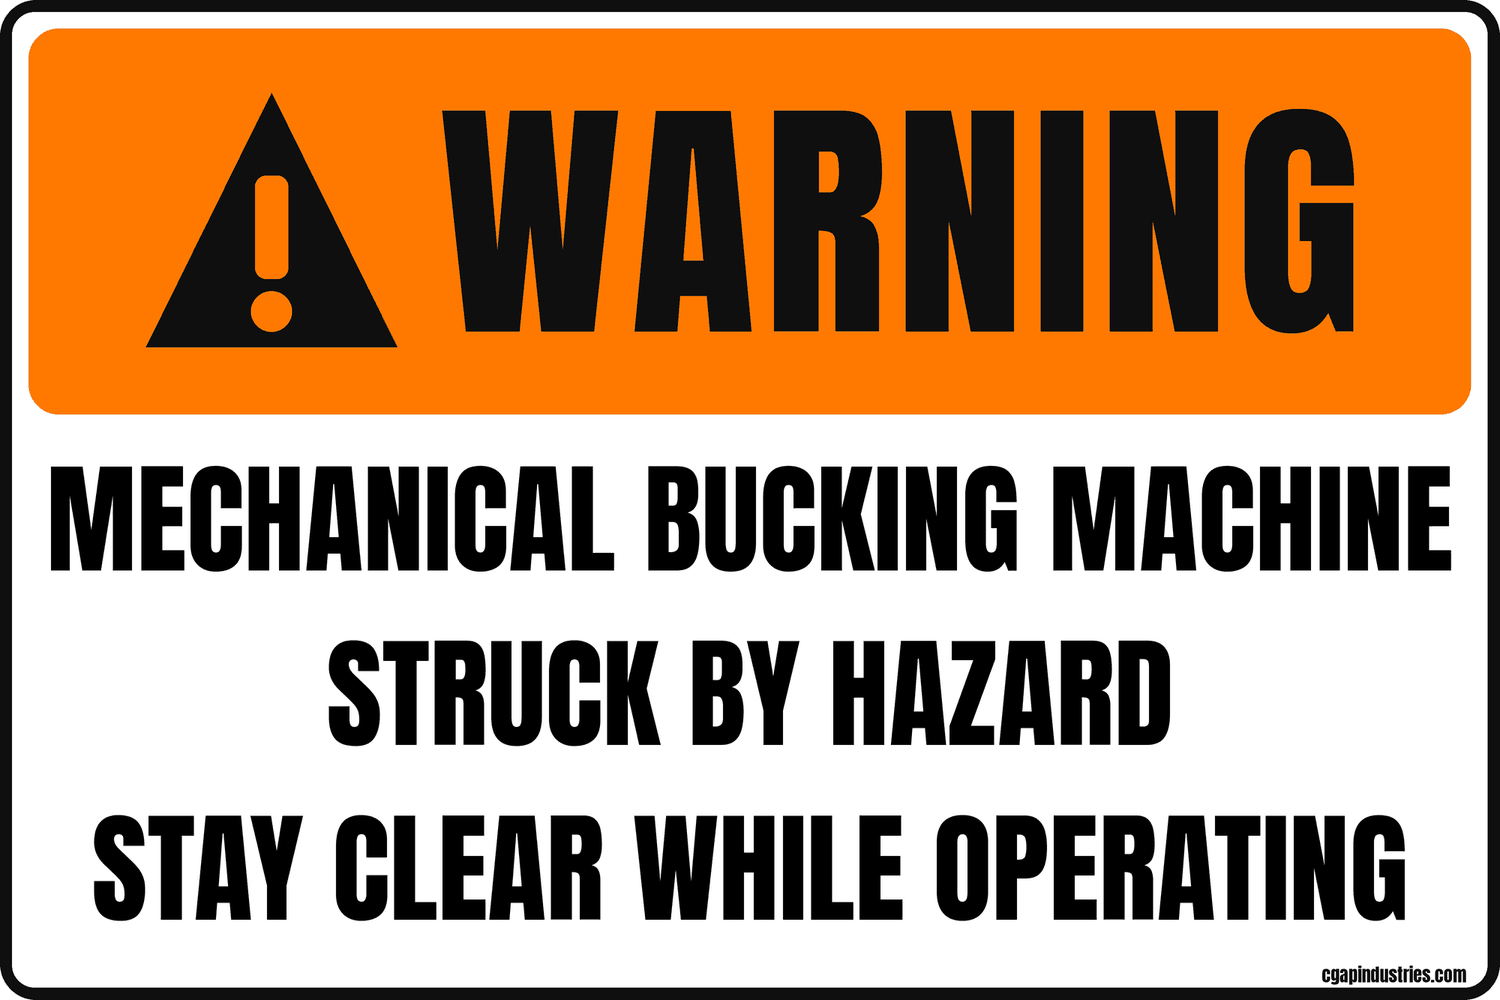 WARNING
MECHANICAL BUCKING MACHINE
STRUCK BY HAZARD
STAY CLEAR WHILE OPERATING
cgapindustries.com